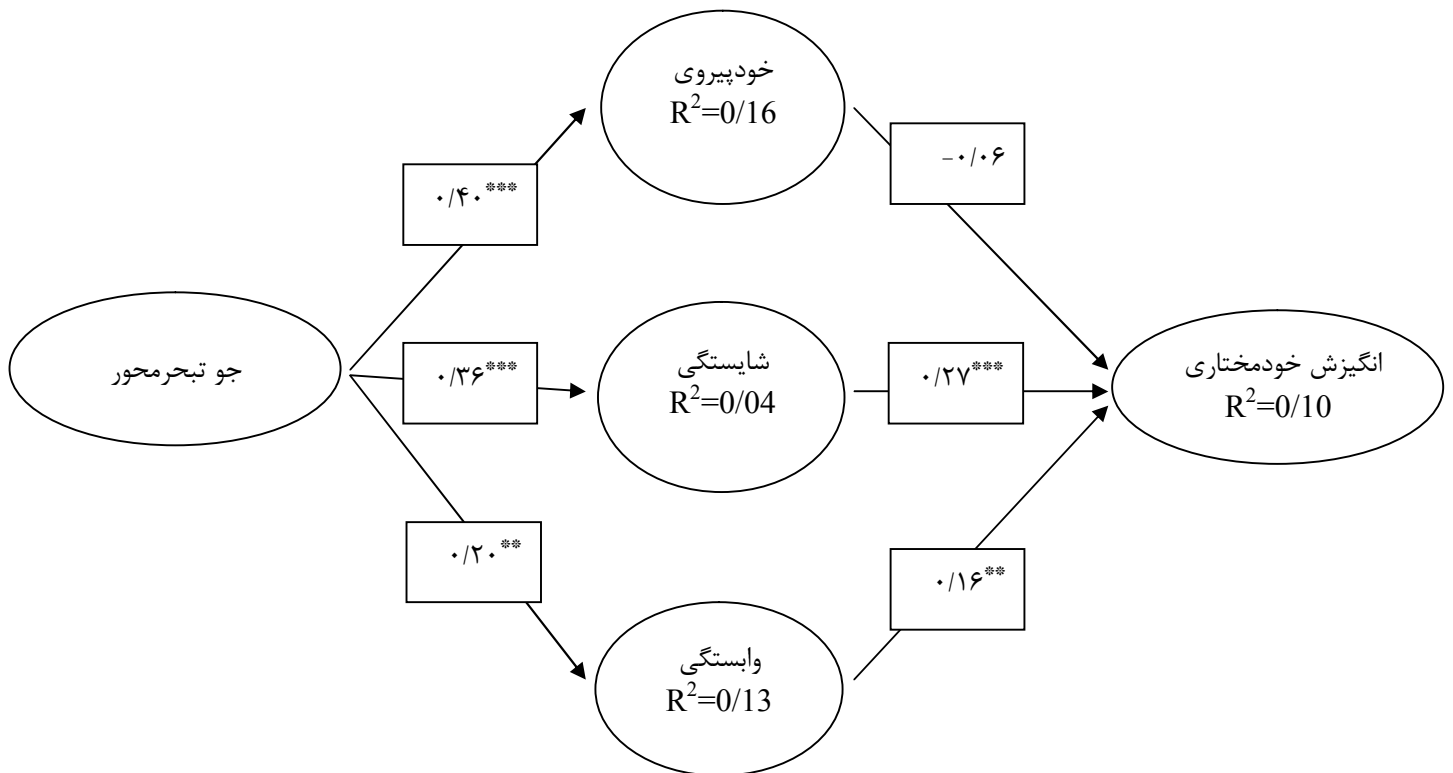 خودپیروی
R²=0/16
-۰/۰۶
۰/۴۰***
جو تبحرمحور
۰/۳۶***
شایستگی
R²=0/04
۰/۲۷***
انگیزش خودمختاری
R²=0/10
۰/۲۰**
۰/۱۶**
وابستگی
R²=0/13